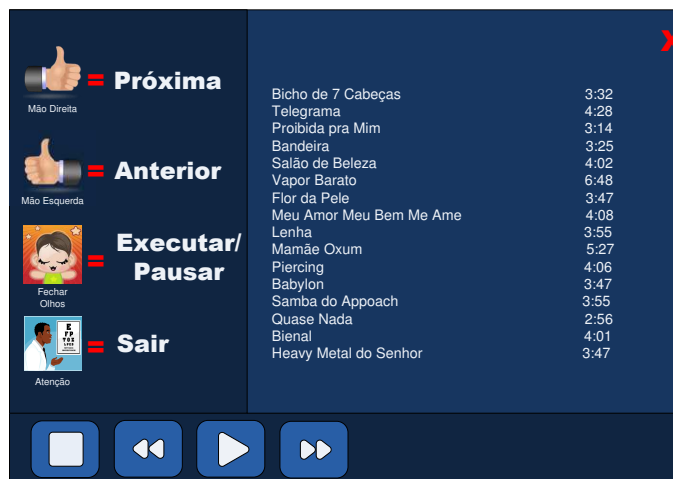 = Próxima
Mão Direita
= Anterior
Mão Esquerda
= Executar/
Pausar
Fechar
Olhos
E
F P
T O Z
= Sair
Atenção
X
Bicho de 7 Cabeças 3:32
Telegrama 4:28
Proibida pra Mim 3:14
Bandeira 3:25
Salão de Beleza 4:02
Vapor Barato 6:48
Flor da Pele 3:47
Meu Amor Meu Bem Me Ame 4:08
Lenha 3:55
Mamãe Oxum 5:27
Piercing 4:06
Babylon 3:47
Samba do Appoach 3:55
Quase Nada 2:56
Bienal 4:01
Heavy Metal do Senhor 3:47